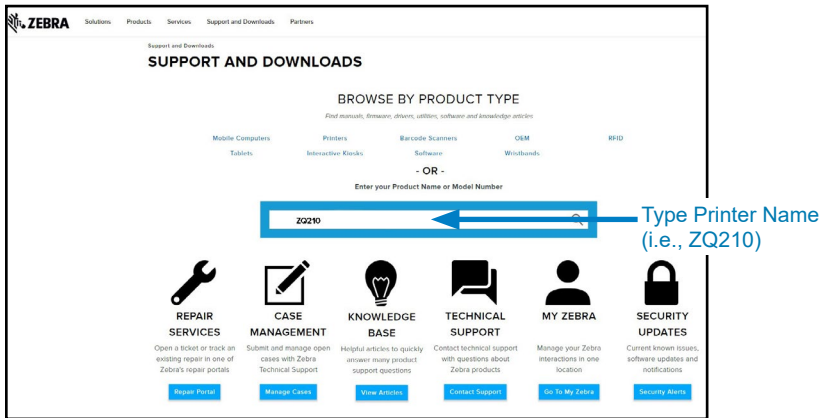 ZEBRA Solutions Products Services Support and Downloads Partners
Support and Downloads
SUPPORT AND DOWNLOADS
BROWSE BY PRODUCT TYPE
Find manuals, firmware, drivers, utilities, software and knowledge articles
Mobile Computers Printers Barcode Scanners OEM RFID
Tablets Interactive Kiosks Software Wristbands
- OR -
Enter your Product Name or Model Number
ZQ210
Type Printer Name
(i.e., ZQ210)
REPAIR
SERVICES
Open a ticket or track an
existing repair in one of
Zebra's repair portals
Repair Portal
CASE
MANAGEMENT
Submit and manage open
cases with Zebra
Technical Support
Manage Cases
KNOWLEDGE
BASE
Helpful articles to quickly
answer many product
support questions
View Articles
TECHNICAL
SUPPORT
Contact technical support
with questions about
Zebra products
Contact Support
MY ZEBRA
Manage your Zebra
interactions in one
location
Go To My Zebra
SECURITY
UPDATES
Current known issues,
software updates and
notifications
Security Alerts